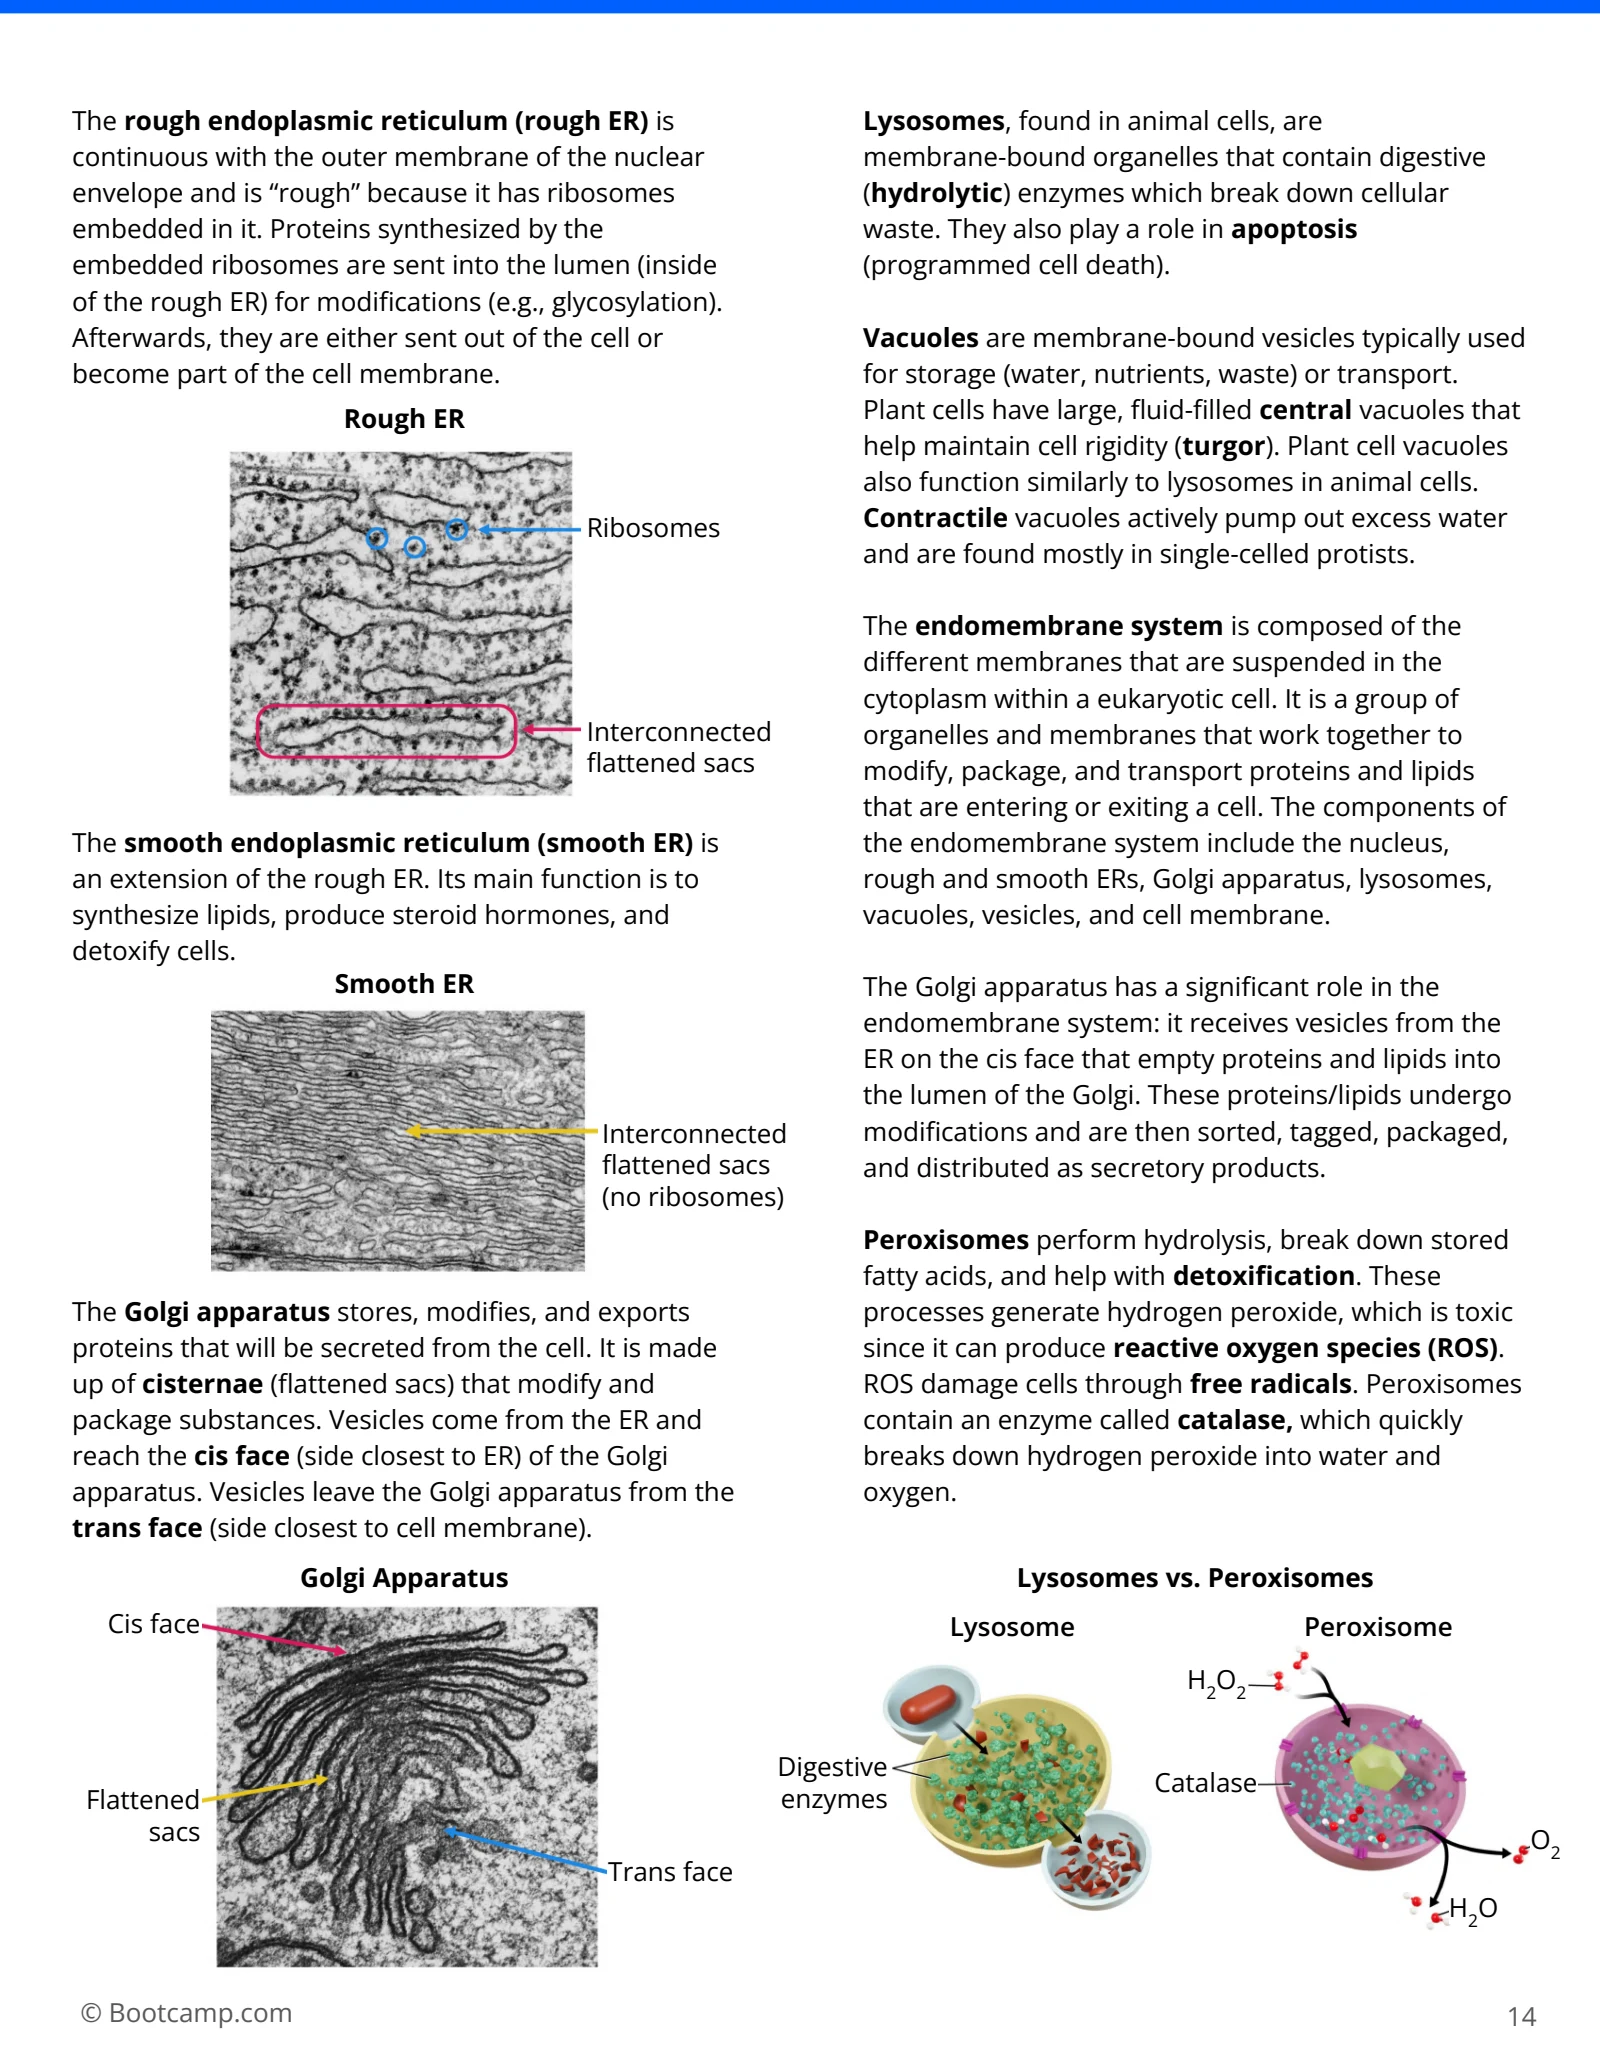 The rough endoplasmic reticulum (rough ER) is
continuous with the outer membrane of the nuclear
envelope and is “rough” because it has ribosomes
embedded in it. Proteins synthesized by the
embedded ribosomes are sent into the lumen (inside
of the rough ER) for modifications (e.g., glycosylation).
Afterwards, they are either sent out of the cell or
become part of the cell membrane.
Rough ER
Ribosomes
Interconnected
flattened sacs
The smooth endoplasmic reticulum (smooth ER) is
an extension of the rough ER. Its main function is to
synthesize lipids, produce steroid hormones, and
detoxify cells.
Smooth ER
Interconnected
flattened sacs
(no ribosomes)
The Golgi apparatus stores, modifies, and exports
proteins that will be secreted from the cell. It is made
up of cisternae (flattened sacs) that modify and
package substances. Vesicles come from the ER and
reach the cis face (side closest to ER) of the Golgi
apparatus. Vesicles leave the Golgi apparatus from the
trans face (side closest to cell membrane).
Golgi Apparatus
Cis face
Flattened
sacs
Trans face
Lysosomes, found in animal cells, are
membrane-bound organelles that contain digestive
(hydrolytic) enzymes which break down cellular
waste. They also play a role in apoptosis
(programmed cell death).
Vacuoles are membrane-bound vesicles typically used
for storage (water, nutrients, waste) or transport.
Plant cells have large, fluid-filled central vacuoles that
help maintain cell rigidity (turgor). Plant cell vacuoles
also function similarly to lysosomes in animal cells.
Contractile vacuoles actively pump out excess water
and are found mostly in single-celled protists.
The endomembrane system is composed of the
different membranes that are suspended in the
cytoplasm within a eukaryotic cell. It is a group of
organelles and membranes that work together to
modify, package, and transport proteins and lipids
that are entering or exiting a cell. The components of
the endomembrane system include the nucleus,
rough and smooth ERs, Golgi apparatus, lysosomes,
vacuoles, vesicles, and cell membrane.
The Golgi apparatus has a significant role in the
endomembrane system: it receives vesicles from the
ER on the cis face that empty proteins and lipids into
the lumen of the Golgi. These proteins/lipids undergo
modifications and are then sorted, tagged, packaged,
and distributed as secretory products.
Peroxisomes perform hydrolysis, break down stored
fatty acids, and help with detoxification. These
processes generate hydrogen peroxide, which is toxic
since it can produce reactive oxygen species (ROS).
ROS damage cells through free radicals. Peroxisomes
contain an enzyme called catalase, which quickly
breaks down hydrogen peroxide into water and
oxygen.
Lysosomes vs. Peroxisomes
Lysosome
Digestive
enzymes
Peroxisome
H2O2
Catalase
O2
H2O
© Bootcamp.com
14